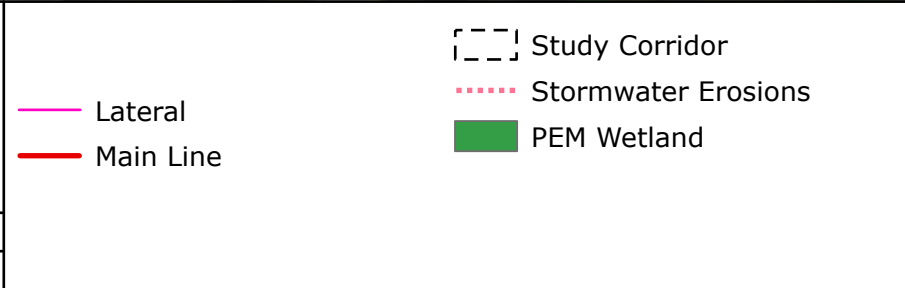 Lateral
Main Line
Study Corridor
Stormwater Erosions
PEM Wetland